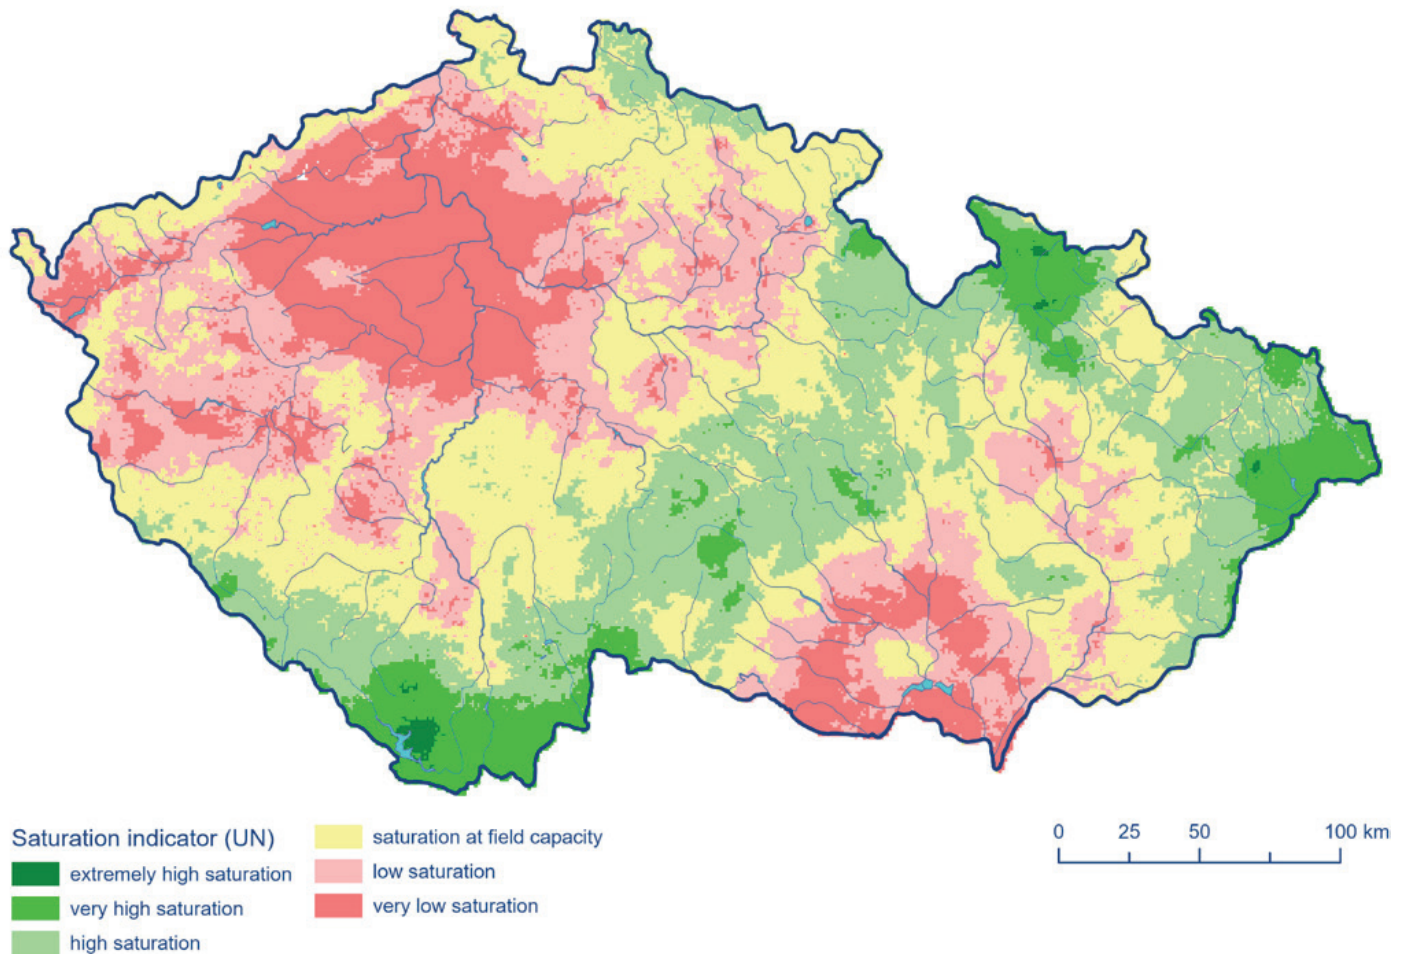 Saturation indicator (UN)
extremely high saturation
very high saturation
high saturation
saturation at field capacity
low saturation
very low saturation
0 25 50 100 km